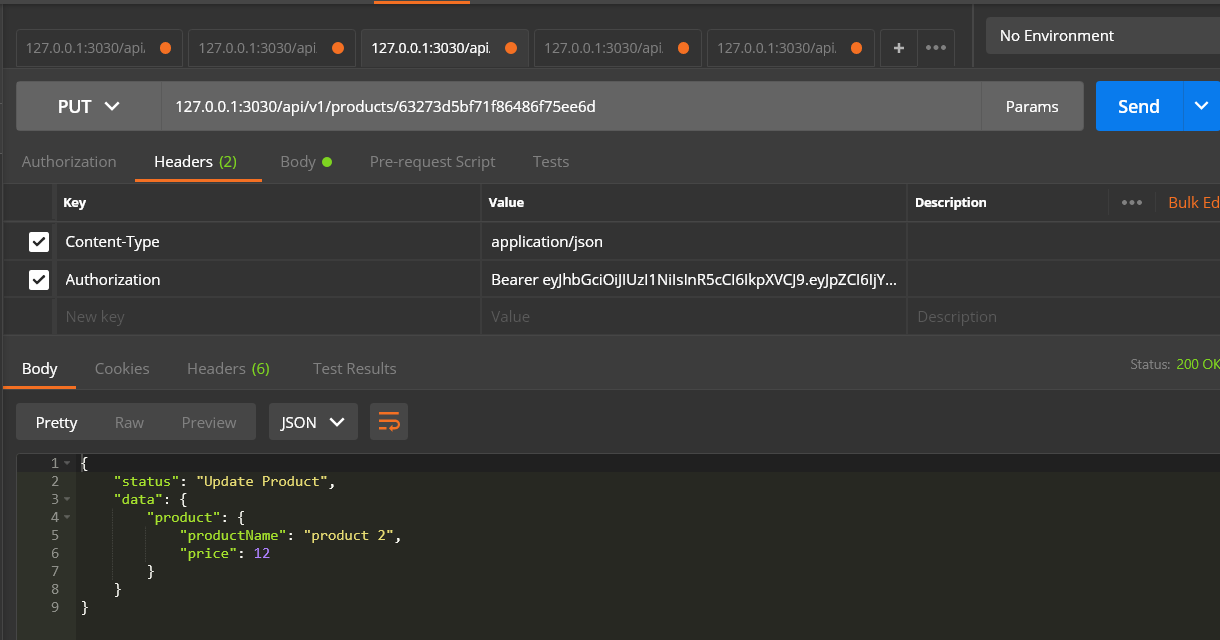 127.0.0.1:3030/api. 127.0.0.1:3030/api 127.0.0.1:3030/api. 127.0.0.1:3030/api. 127.0.0.1:3030/api. + ••• No Environment
PUT 127.0.0.1:3030/api/v1/products/63273d5bf71f86486f75ee6d Params Send
Authorization Headers (2) Body Pre-request Script Tests
Key Value Description ••• Bulk Ed
Content-Type application/json
Authorization Bearer eyJhbGciOiJIUzI1NiIsInR5cCI6IkpXVCJ9.eyJpZCI6IjY...
New key Value Description
Body Cookies Headers (6) Test Results Status: 200 OK
Pretty Raw Preview JSON
1 {
2 "status": "Update Product",
3 "data": {
4 "product": {
5 "productName": "product 2",
6 "price": 12
7 }
8 }
9 }